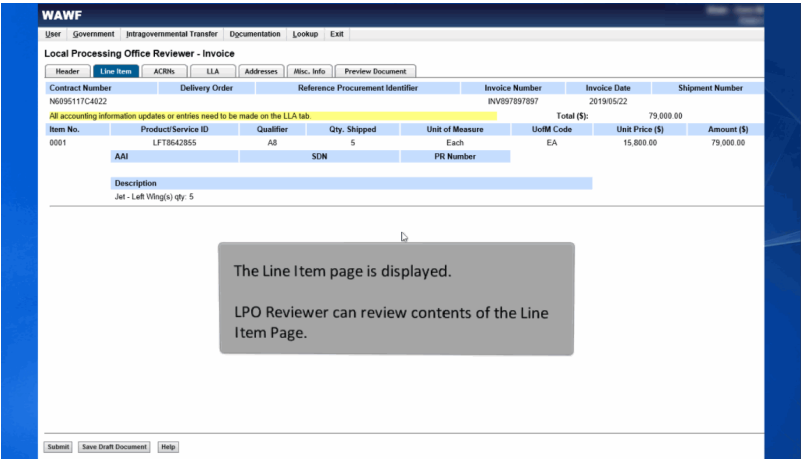 WAWF
User Government Intragovernmental Transfer Documentation Lookup Exit
Local Processing Office Reviewer - Invoice
Header Line Item ACRNs LLA Addresses Misc. Info Preview Document
Contract Number Delivery Order Reference Procurement Identifier Invoice Number Invoice Date Shipment Number
N6095117C4022 INV897897897 2019/05/22
All accounting information updates or entries need to be made on the LLA tab. Total ($): 79,000.00
Item No. Product/Service ID Qualifier Qty. Shipped Unit of Measure UofM Code Unit Price ($) Amount ($)
0001 LFT8642855 A8 5 Each EA 15,800.00 79,000.00
AAI SDN PR Number
Description
Jet - Left Wing(s) qty: 5
The Line Item page is displayed.
LPO Reviewer can review contents of the Line
Item Page.
Submit Save Draft Document Help